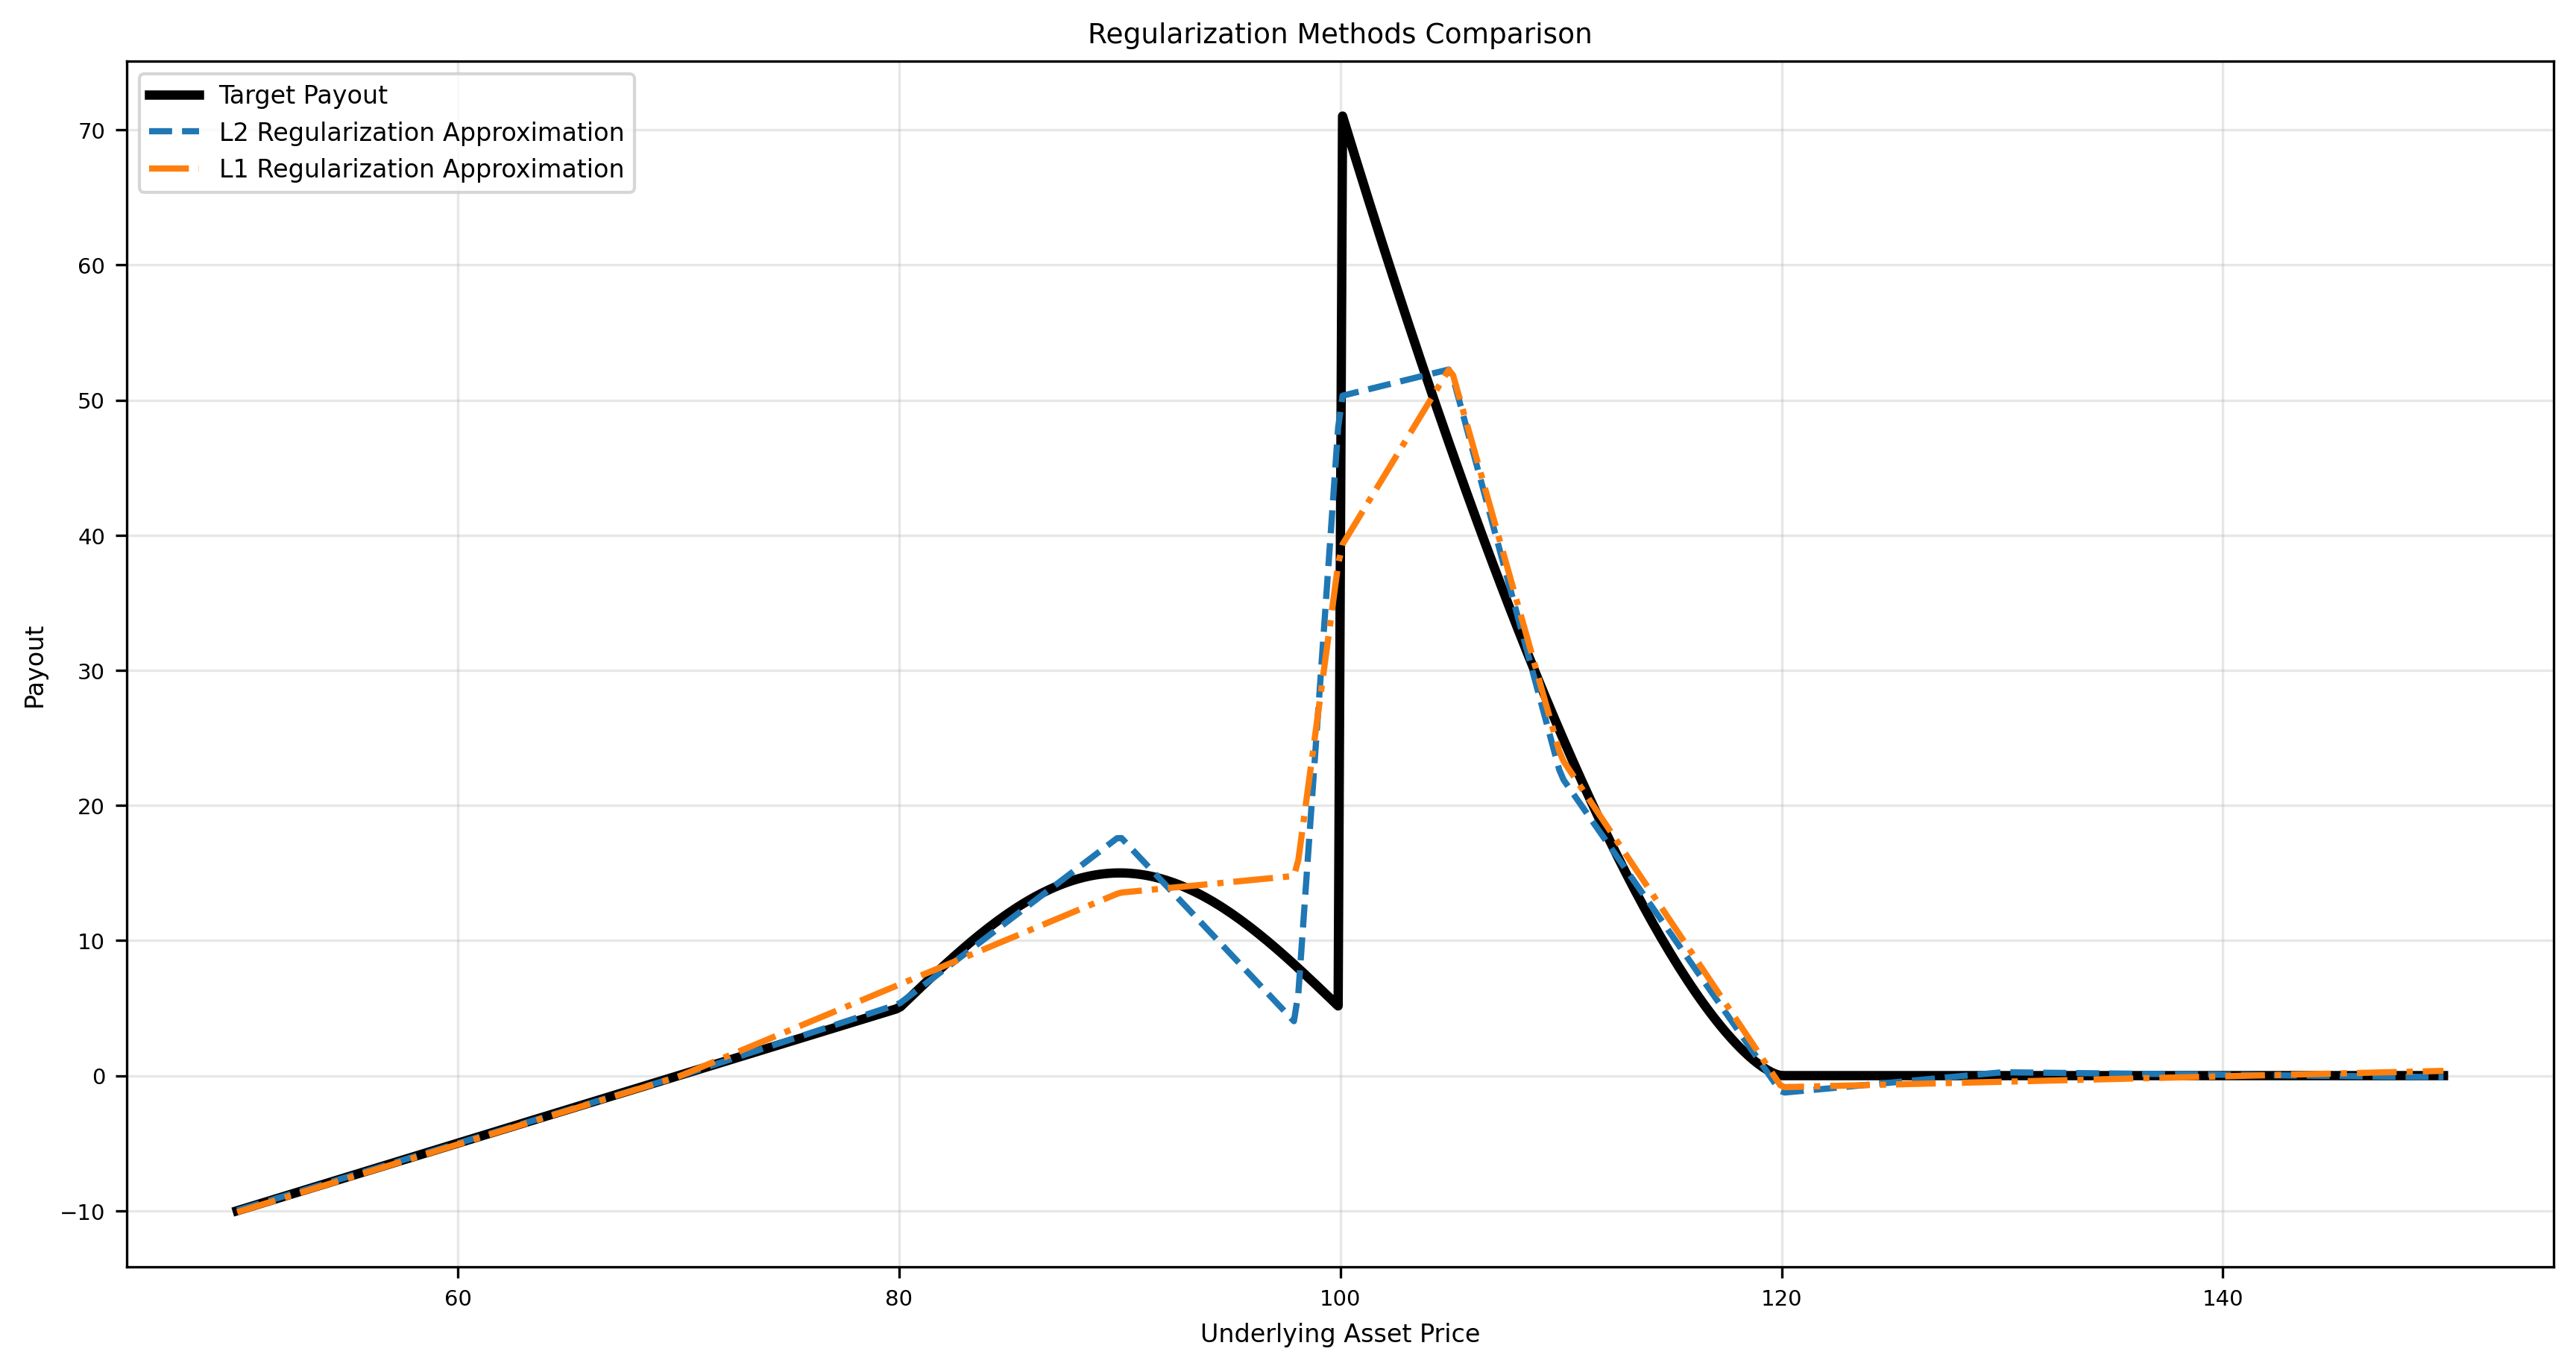 Regularization Methods Comparison
Target Payout
L2 Regularization Approximation
L1 Regularization Approximation
70
60
50
40
30
20
10
0
−10
Payout
60
80
100
120
140
Underlying Asset Price